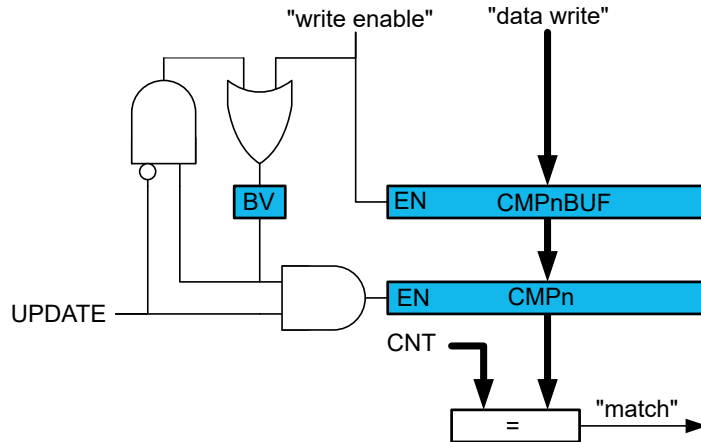 "write enable"
"data write"
BV
EN
CMPnBUF
EN
CMPn
UPDATE
CNT
=
"match"